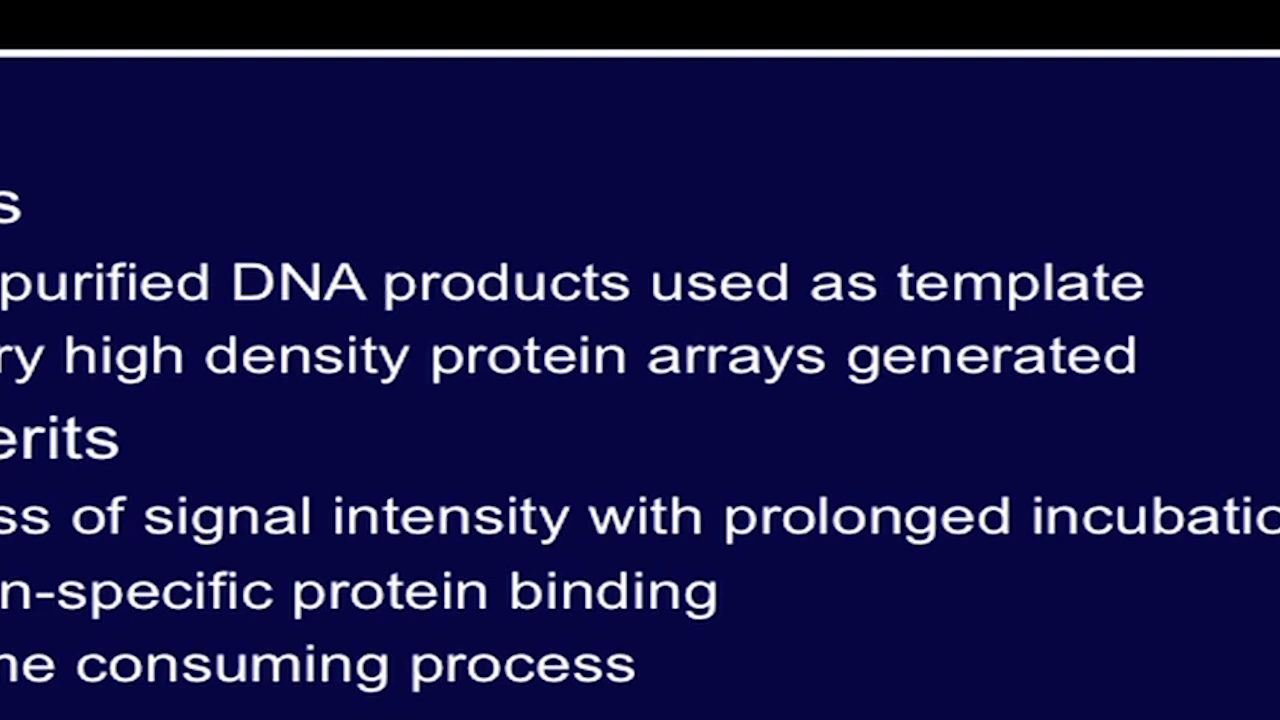 s
purified DNA products used as template
ry high density protein arrays generated
erits
ss of signal intensity with prolonged incubatio
n-specific protein binding
me consuming process